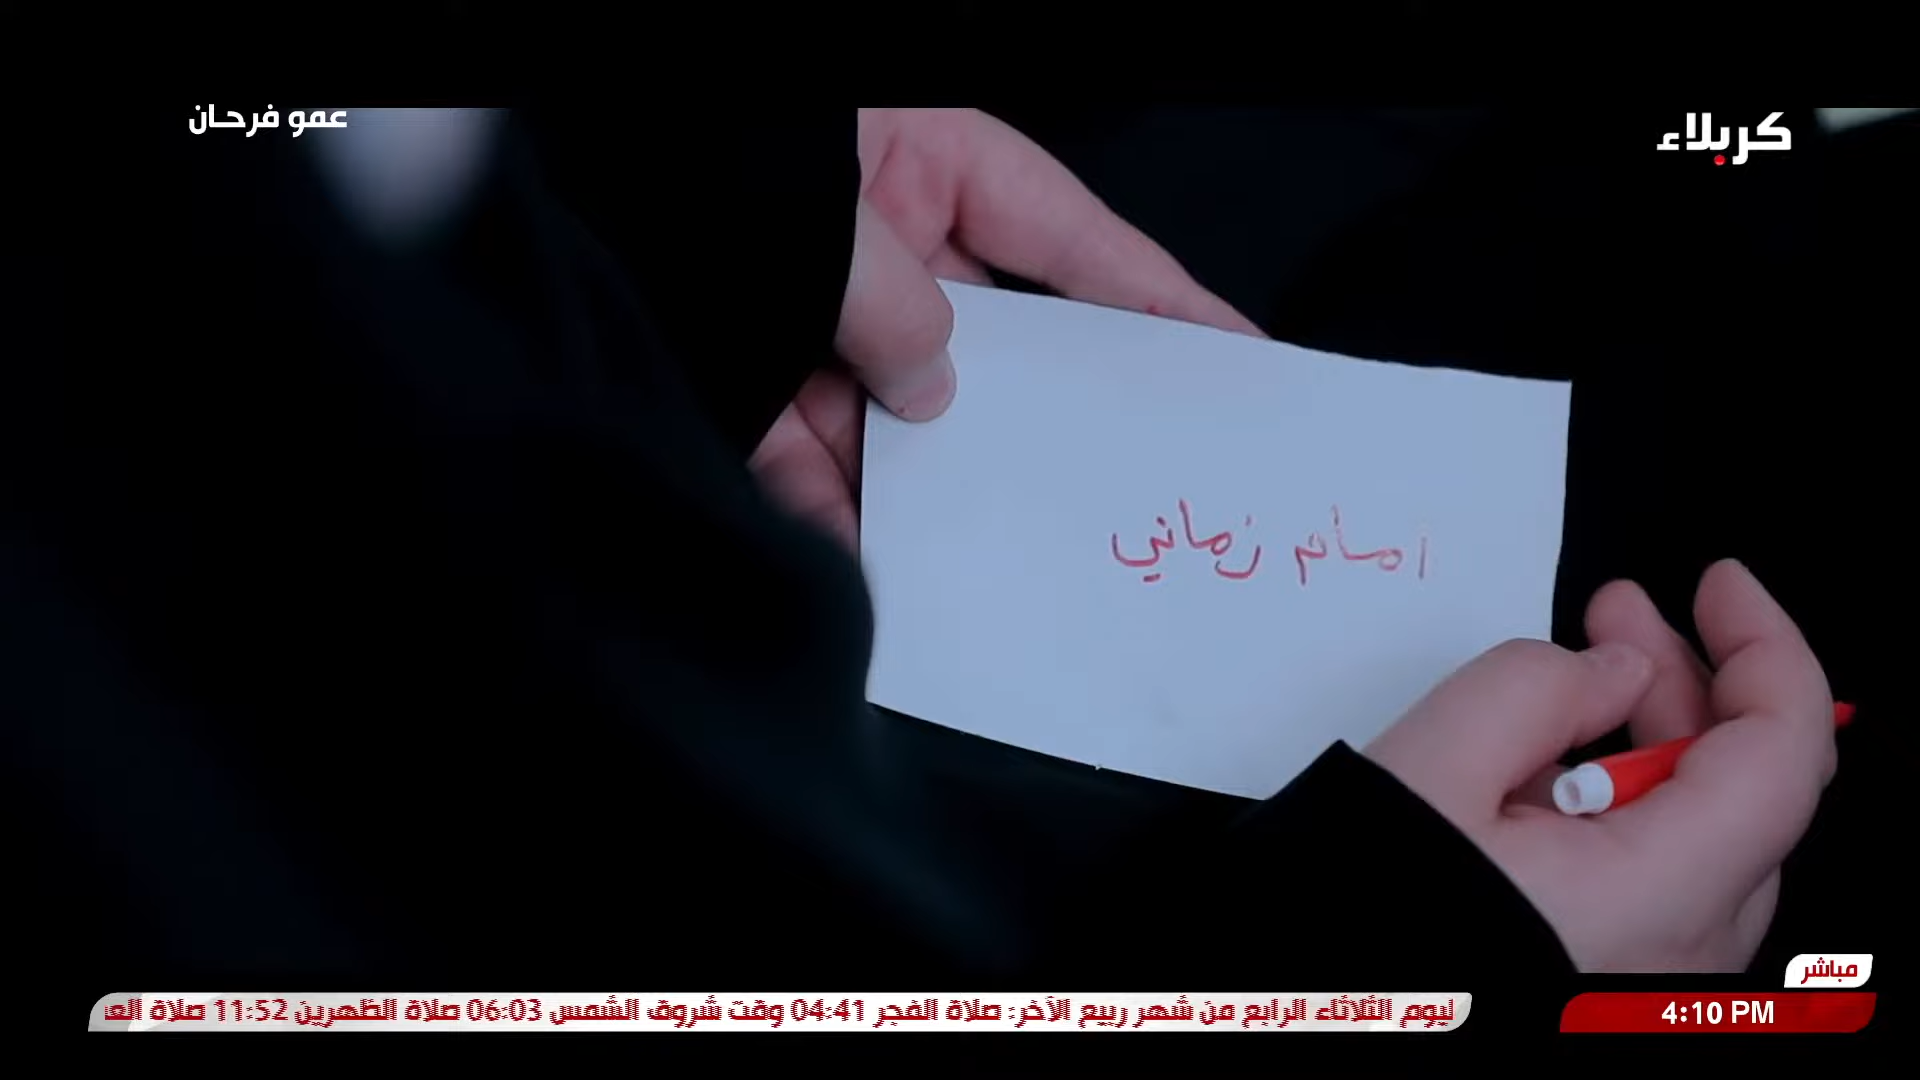 عمو فرحان
كربلاء
امام زماني
مباشر
ليوم الثلاثاء الرابع من شهر ربيع الآخر: صلاة الفجر 04:41 وقت شروق الشمس 06:03 صلاة الظهرين 11:52 صلاة
4:10 PM